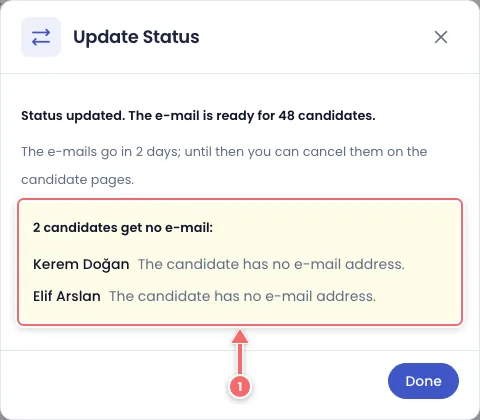 Update Status
Status updated. The e-mail is ready for 48 candidates.
The e-mails go in 2 days; until then you can cancel them on the
candidate pages.
2 candidates get no e-mail:
Kerem Doğan The candidate has no e-mail address.
Elif Arslan The candidate has no e-mail address.
1
Done